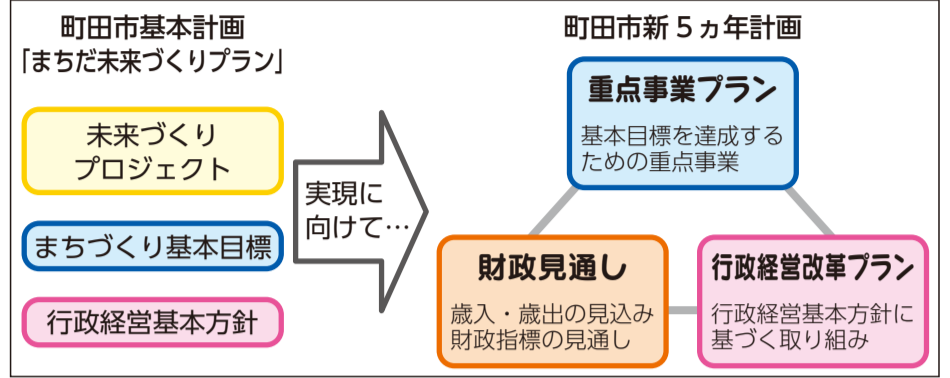 町田市基本計画
「まちだ未来づくりプラン」
未来づくり
プロジェクト
まちづくり基本目標
行政経営基本方針
実現に
向けて…
町田市新５ヵ年計画
重点事業プラン
基本目標を達成する
ための重点事業
財政見通し
歳入・歳出の見込み
財政指標の見通し
行政経営改革プラン
行政経営基本方針に
基づく取り組み